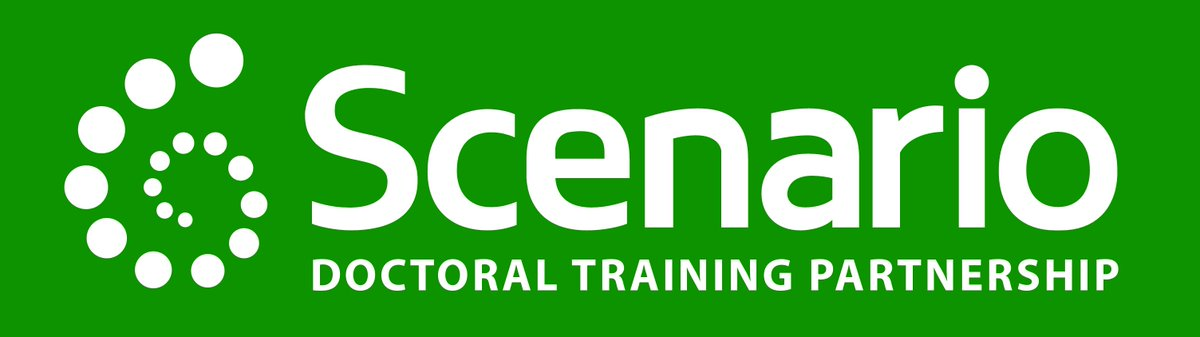 Scenario
DOCTORAL TRAINING PARTNERSHIP